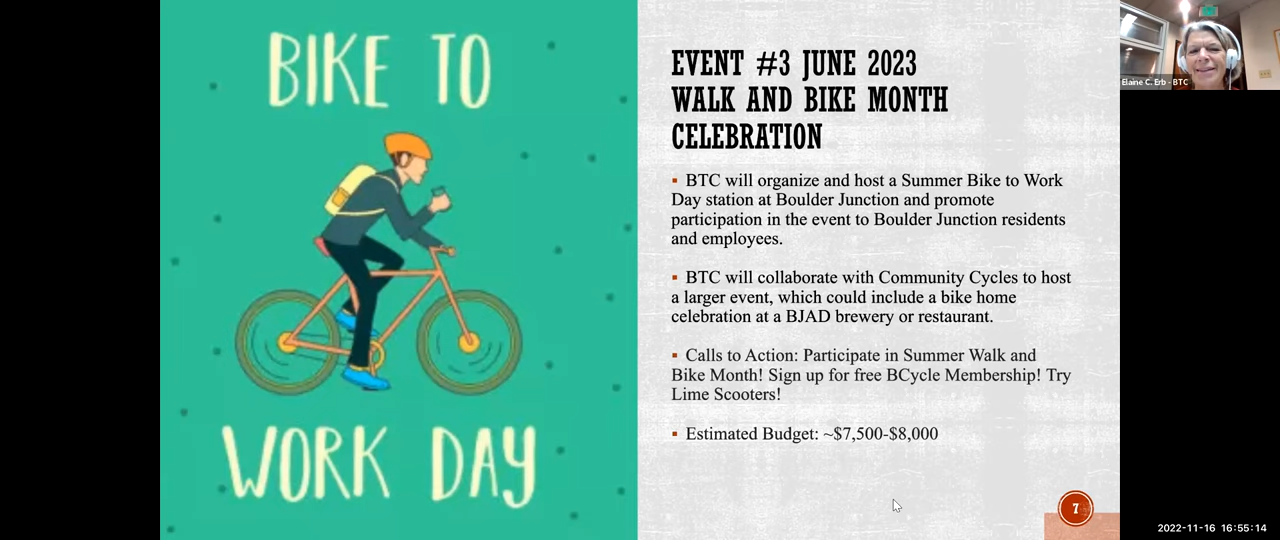 BIKE TO
WORK DAY
EVENT #3 JUNE 2023
WALK AND BIKE MONTH
CELEBRATION
▪ BTC will organize and host a Summer Bike to Work
Day station at Boulder Junction and promote
participation in the event to Boulder Junction residents
and employees.
▪ BTC will collaborate with Community Cycles to host
a larger event, which could include a bike home
celebration at a BJAD brewery or restaurant.
▪ Calls to Action: Participate in Summer Walk and
Bike Month! Sign up for free BCycle Membership! Try
Lime Scooters!
▪ Estimated Budget: ~$7,500-$8,000
7
Elaine C. Erb - BTC
2022-11-16 16:55:14